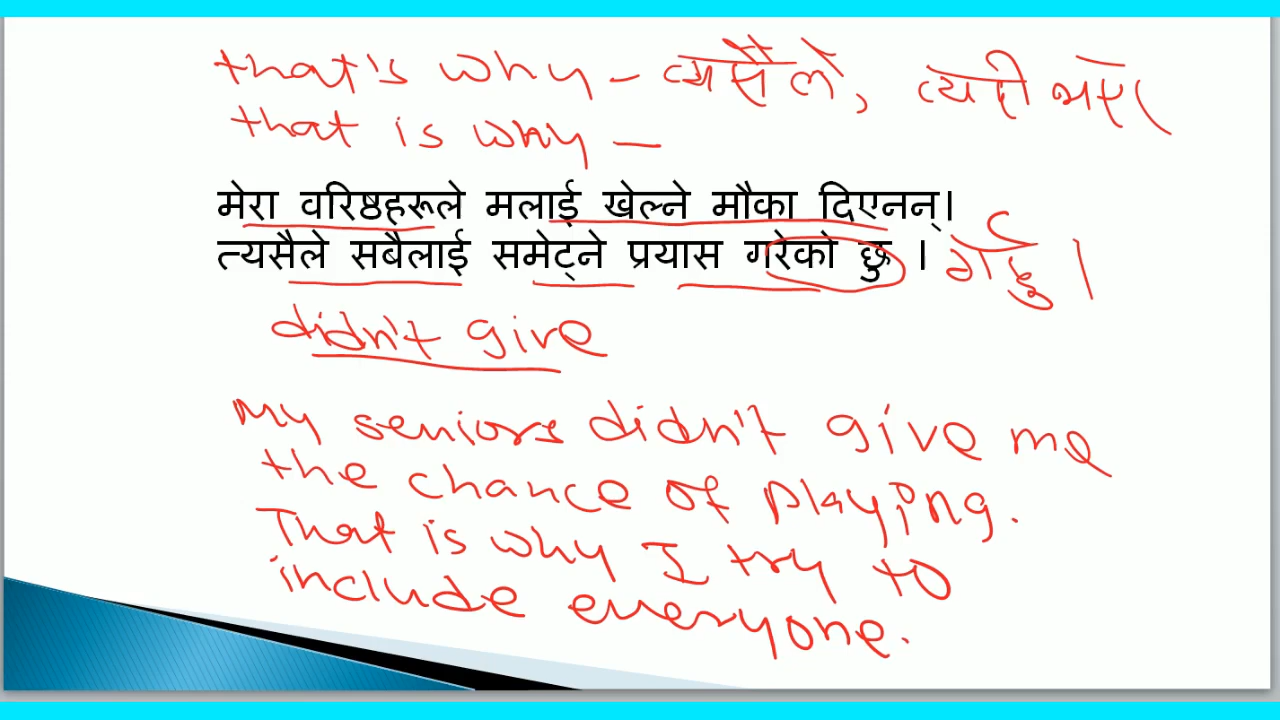 that's why - त्यसैले, त्यही भएर
that is why -
मेरा वरिष्ठहरूले मलाई खेल्ने मौका दिएनन्।
त्यसैले सबैलाई समेट्ने प्रयास गरेको छु । गर्छु।
didn't give
My seniors didn't give me
the chance of playing.
That is why I try to
include everyone.